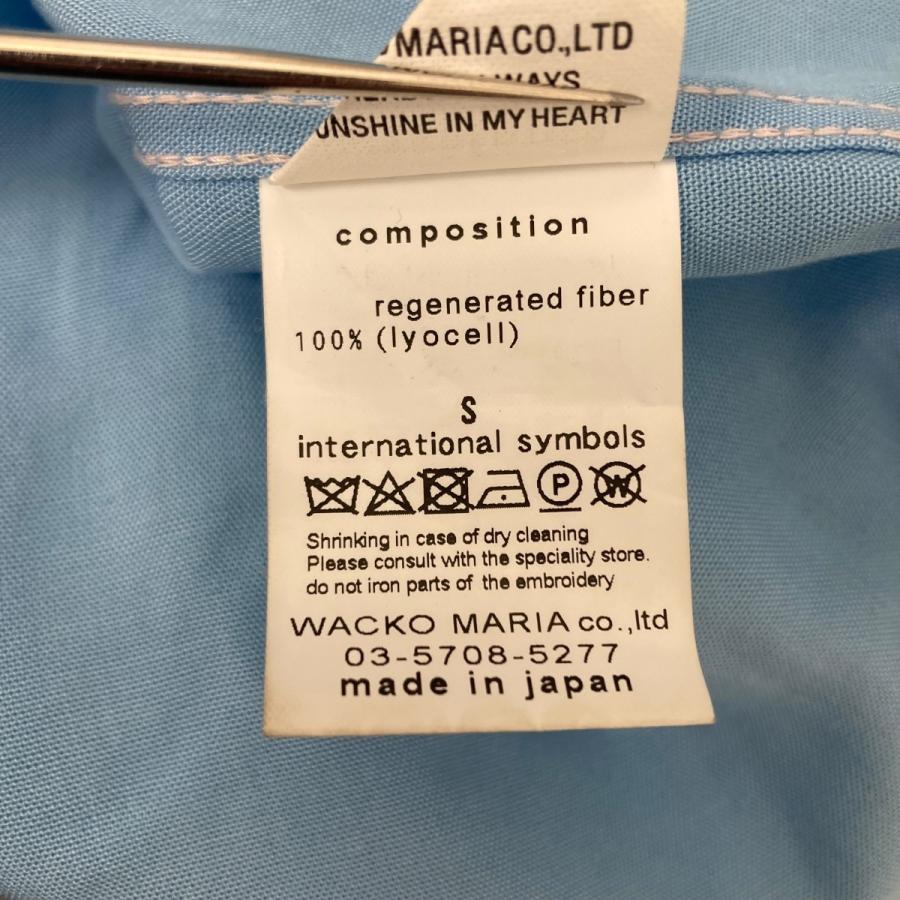 MARIA CO.,LTD
WAYS
UNSHINE IN MY HEART
composition
regenerated fiber
100% (lyocell)
S
international symbols
P W
Shrinking in case of dry cleaning
Please consult with the speciality store.
do not iron parts of the embroidery
WACKO MARIA co.,ltd
03-5708-5277
made in japan